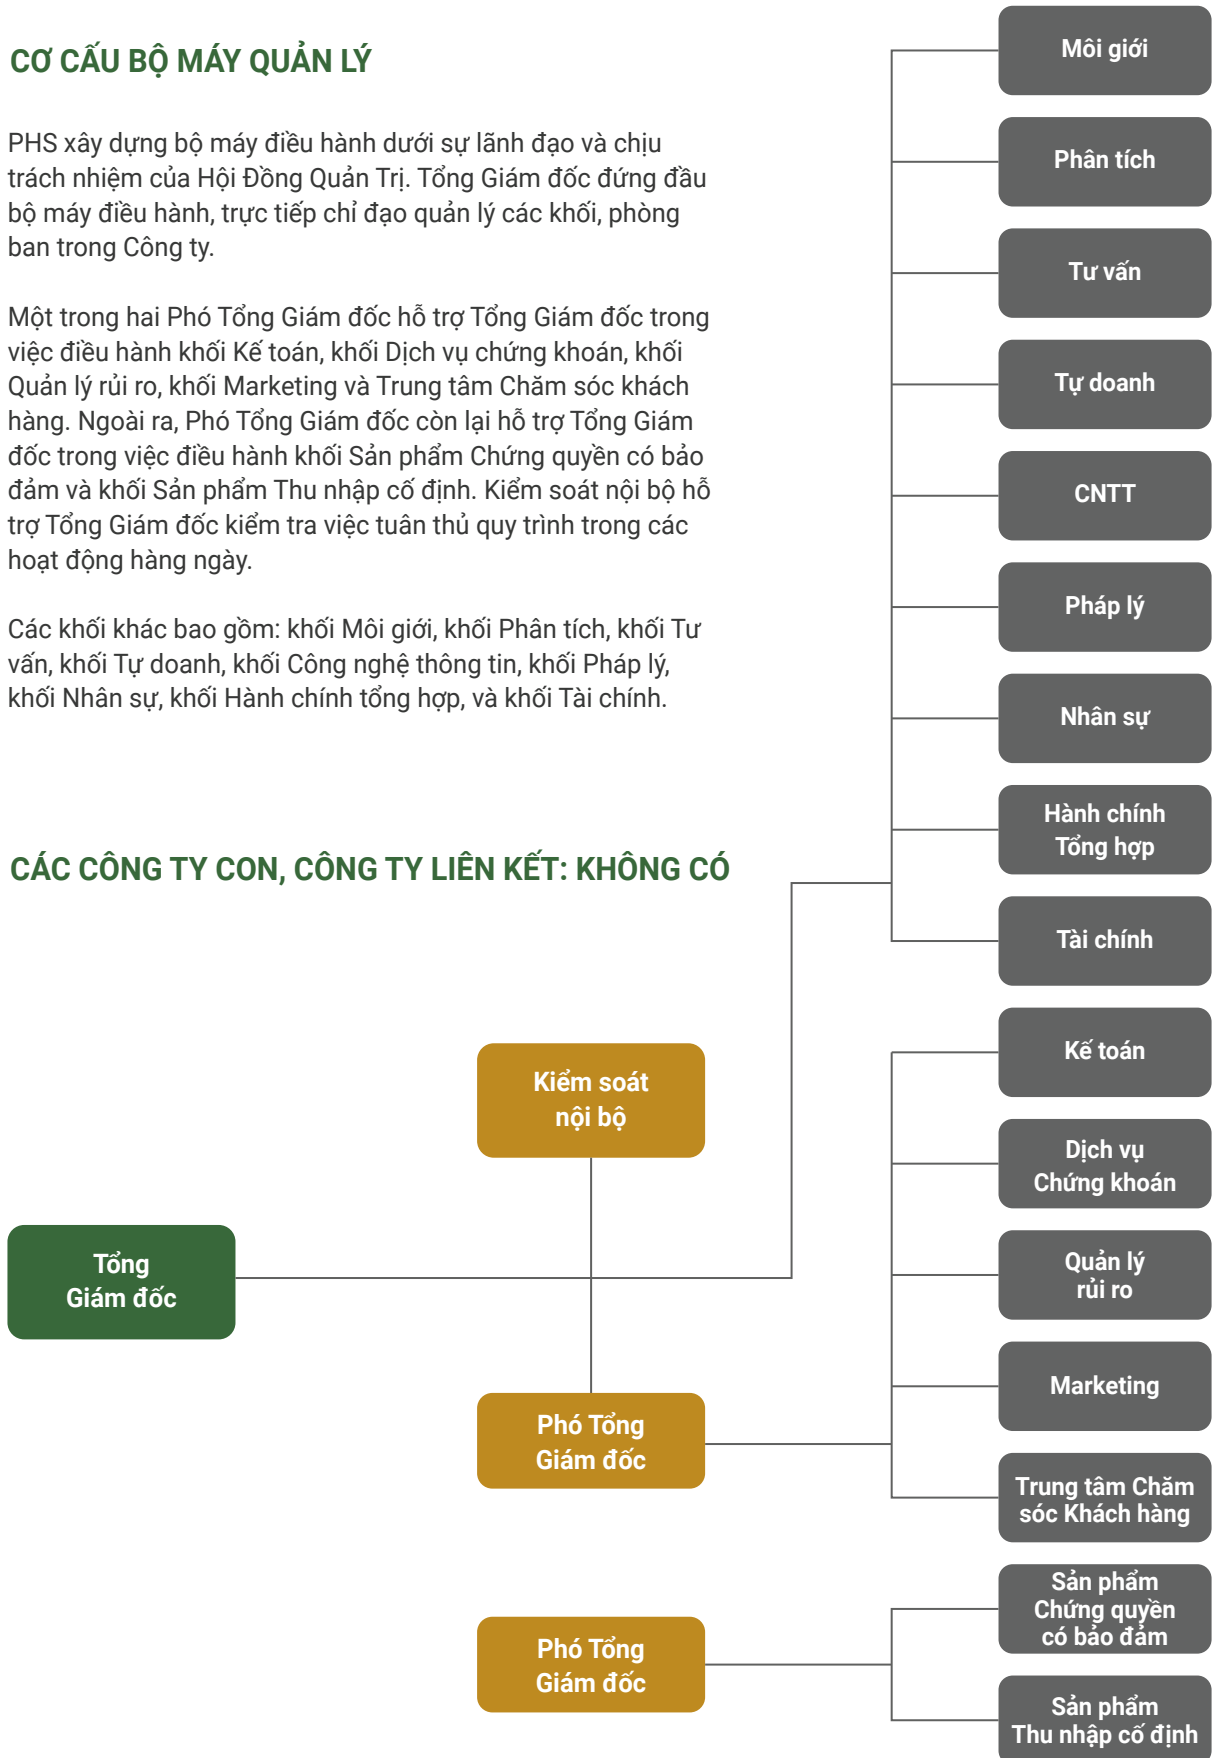 CƠ CẤU BỘ MÁY QUẢN LÝ
PHS xây dựng bộ máy điều hành dưới sự lãnh đạo và chịu
trách nhiệm của Hội Đồng Quản Trị. Tổng Giám đốc đứng đầu
bộ máy điều hành, trực tiếp chỉ đạo quản lý các khối, phòng
ban trong Công ty.
Một trong hai Phó Tổng Giám đốc hỗ trợ Tổng Giám đốc trong
việc điều hành khối Kế toán, khối Dịch vụ chứng khoán, khối
Quản lý rủi ro, khối Marketing và Trung tâm Chăm sóc khách
hàng. Ngoài ra, Phó Tổng Giám đốc còn lại hỗ trợ Tổng Giám
đốc trong việc điều hành khối Sản phẩm Chứng quyền có bảo
đảm và khối Sản phẩm Thu nhập cố định. Kiểm soát nội bộ hỗ
trợ Tổng Giám đốc kiểm tra việc tuân thủ quy trình trong các
hoạt động hàng ngày.
Các khối khác bao gồm: khối Môi giới, khối Phân tích, khối Tư
vấn, khối Tự doanh, khối Công nghệ thông tin, khối Pháp lý,
khối Nhân sự, khối Hành chính tổng hợp, và khối Tài chính.
CÁC CÔNG TY CON, CÔNG TY LIÊN KẾT: KHÔNG CÓ
Tổng
Giám đốc
Kiểm soát
nội bộ
Phó Tổng
Giám đốc
Phó Tổng
Giám đốc
Môi giới
Phân tích
Tư vấn
Tự doanh
CNTT
Pháp lý
Nhân sự
Hành chính
Tổng hợp
Tài chính
Kế toán
Dịch vụ
Chứng khoán
Quản lý
rủi ro
Marketing
Trung tâm Chăm
sóc Khách hàng
Sản phẩm
Chứng quyền
có bảo đảm
Sản phẩm
Thu nhập cố định